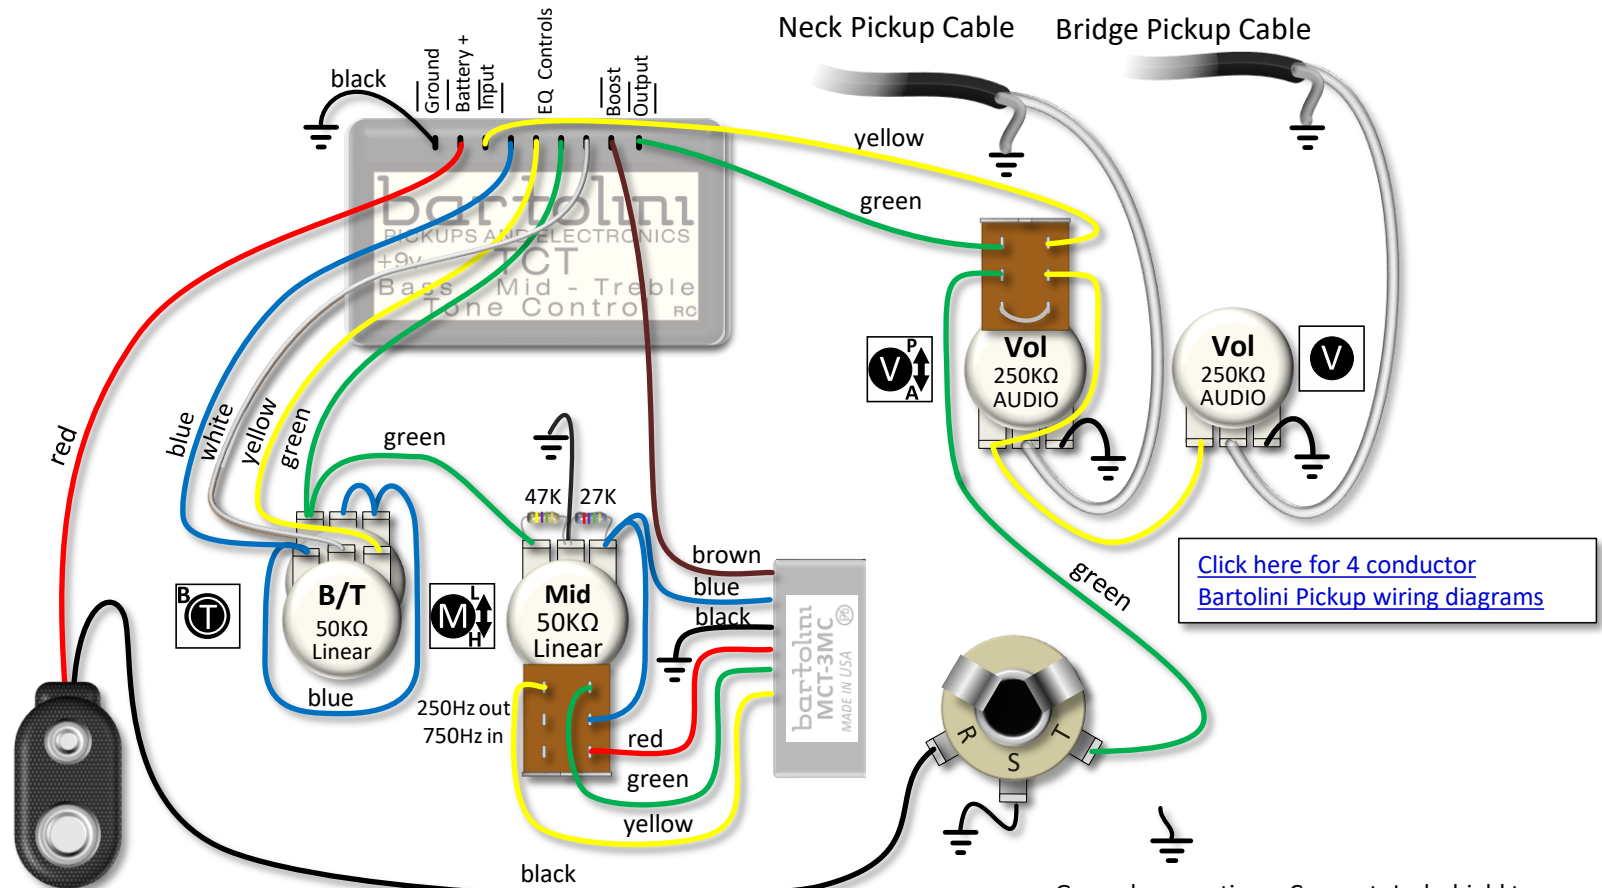 Neck Pickup Cable
Bridge Pickup Cable
Ground
Battery +
Input
EQ Controls
Boost
Output
black
yellow
green
bartolini
PICKUPS AND ELECTRONICS
+9v
TCT
Bass - Mid - Treble
Tone Control
RC
V
P
A
Vol
250KΩ
AUDIO
Vol
250KΩ
AUDIO
V
red
blue
white
yellow
green
green
47K
27K
brown
blue
black
B
T
B/T
50KΩ
Linear
M
L
H
Mid
50KΩ
Linear
blue
250Hz out
750Hz in
red
green
yellow
bartolini
MCT-3MC
MADE IN USA
green
Click here for 4 conductor
Bartolini Pickup wiring diagrams
R
S
T
black